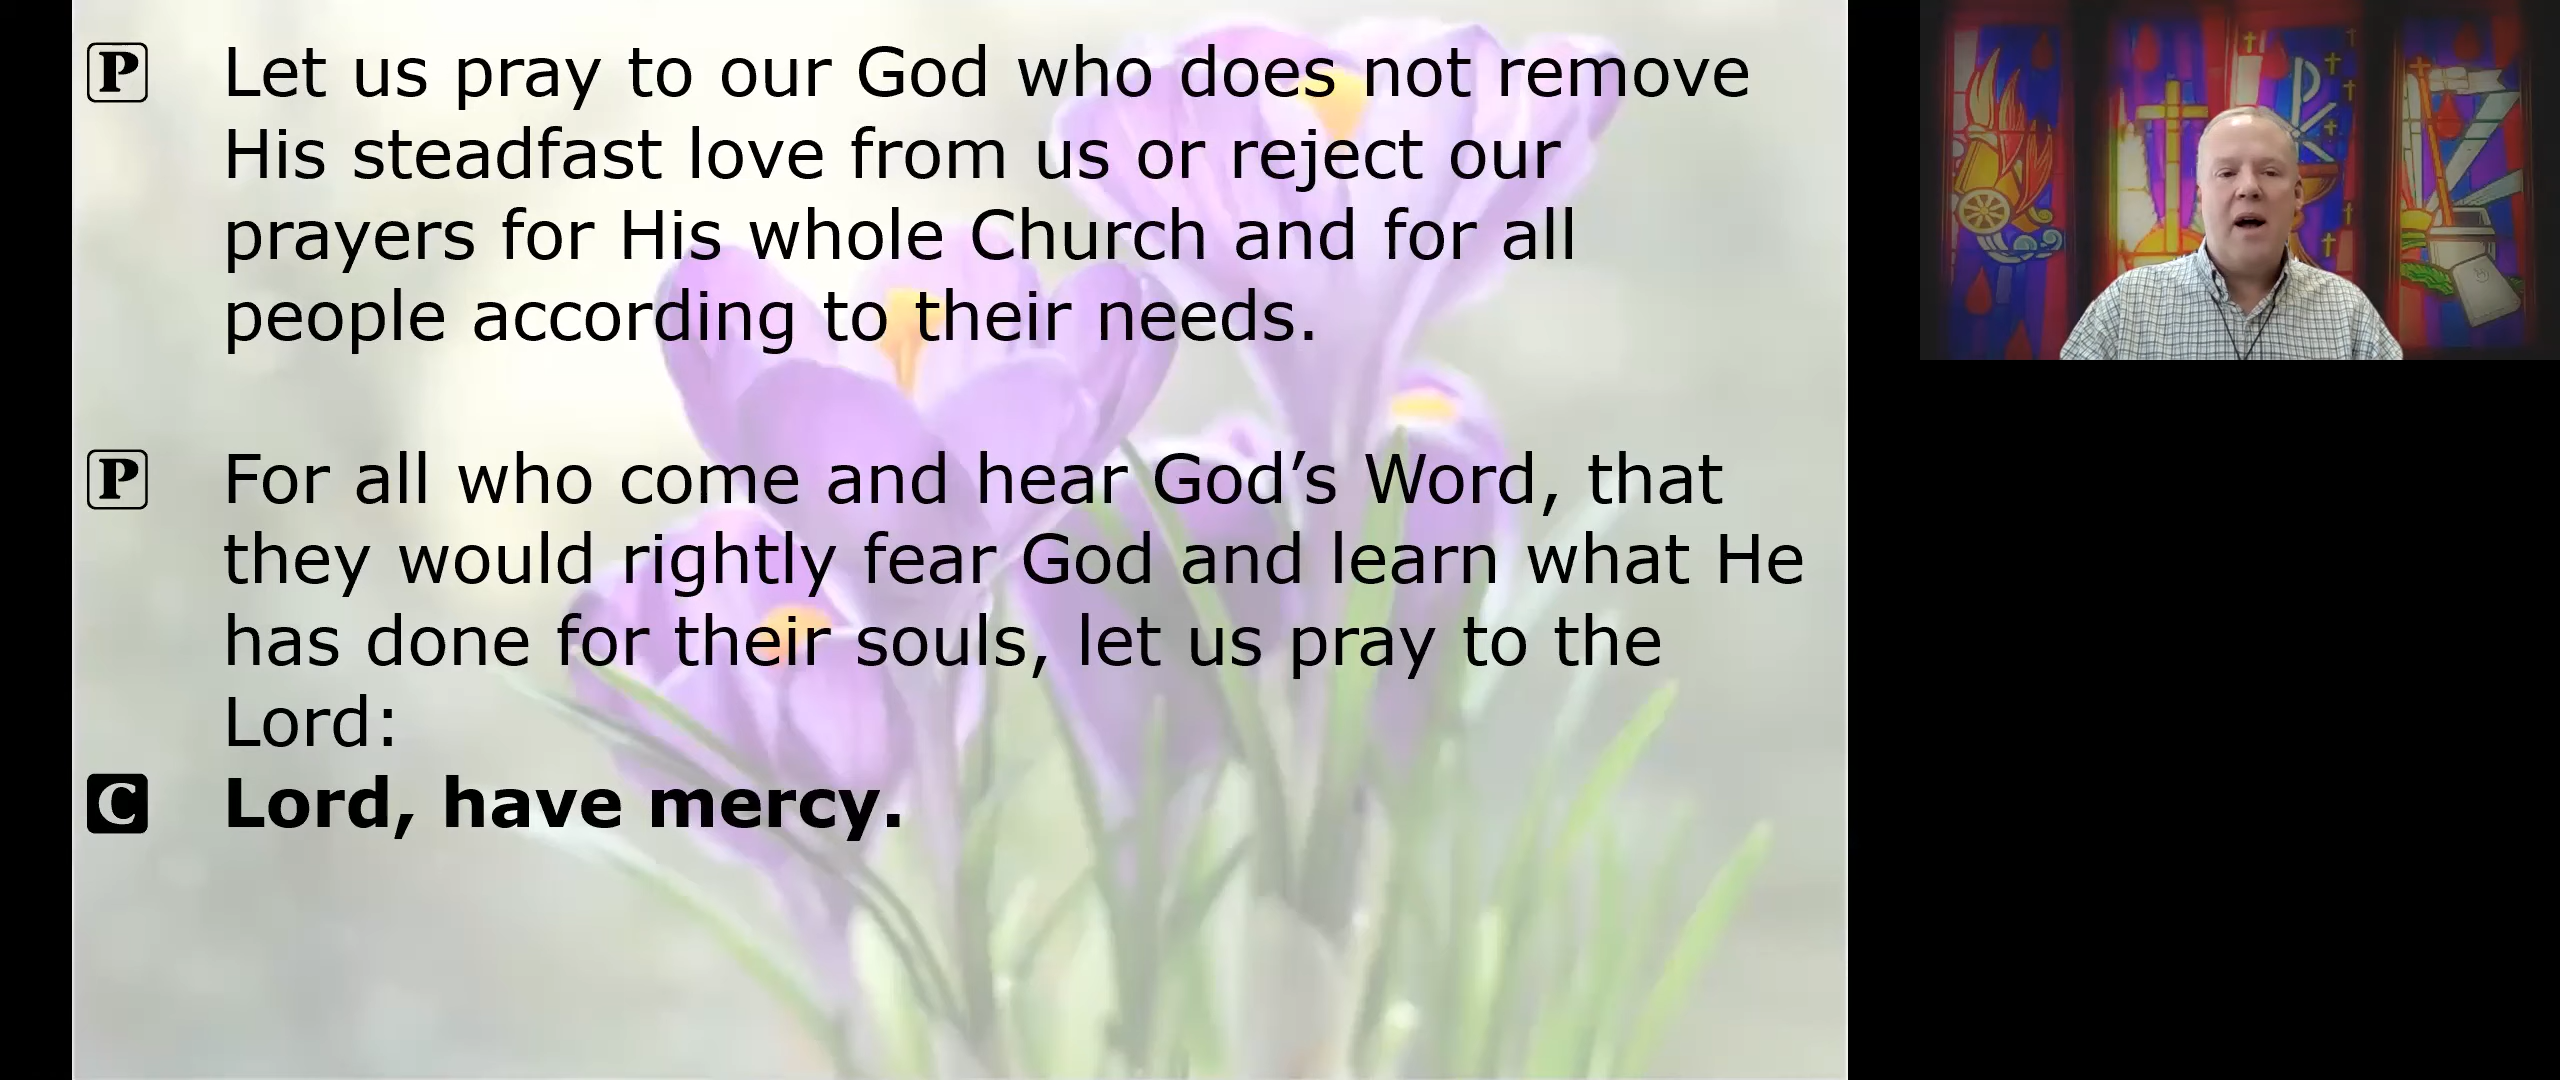 P Let us pray to our God who does not remove
His steadfast love from us or reject our
prayers for His whole Church and for all
people according to their needs.
P For all who come and hear God’s Word, that
they would rightly fear God and learn what He
has done for their souls, let us pray to the
Lord:
C Lord, have mercy.